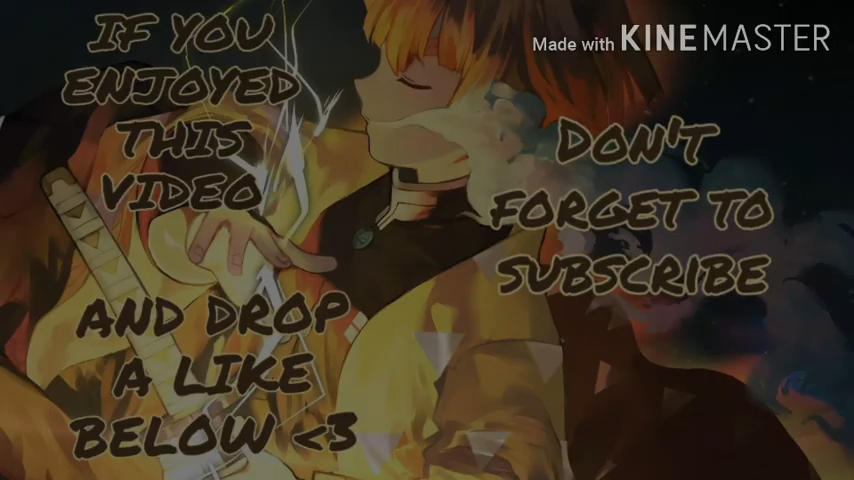 Made with KINEMASTER
IF YOU
ENJOYED
THIS
VIDEO
AND DROP
A LIKE
BELOW <3
DON'T
FORGET TO
SUBSCRIBE